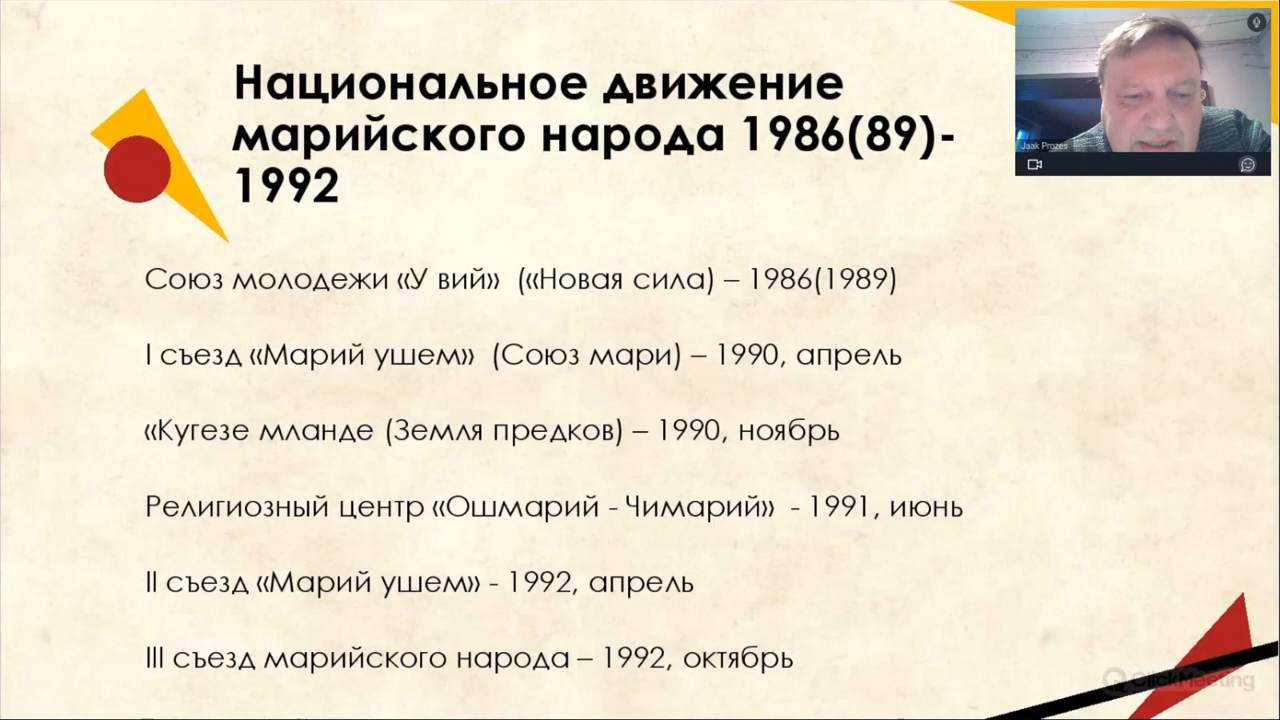 Национальное движение
марийского народа 1986(89)-
1992
Jaak Prozes
Союз молодежи «У вий» («Новая сила) – 1986(1989)
I съезд «Марий ушем» (Союз мари) – 1990, апрель
«Кугезе мланде (Земля предков) – 1990, ноябрь
Религиозный центр «Ошмарий - Чимарий» - 1991, июнь
II съезд «Марий ушем» - 1992, апрель
III съезд марийского народа – 1992, октябрь
ClickMeeting